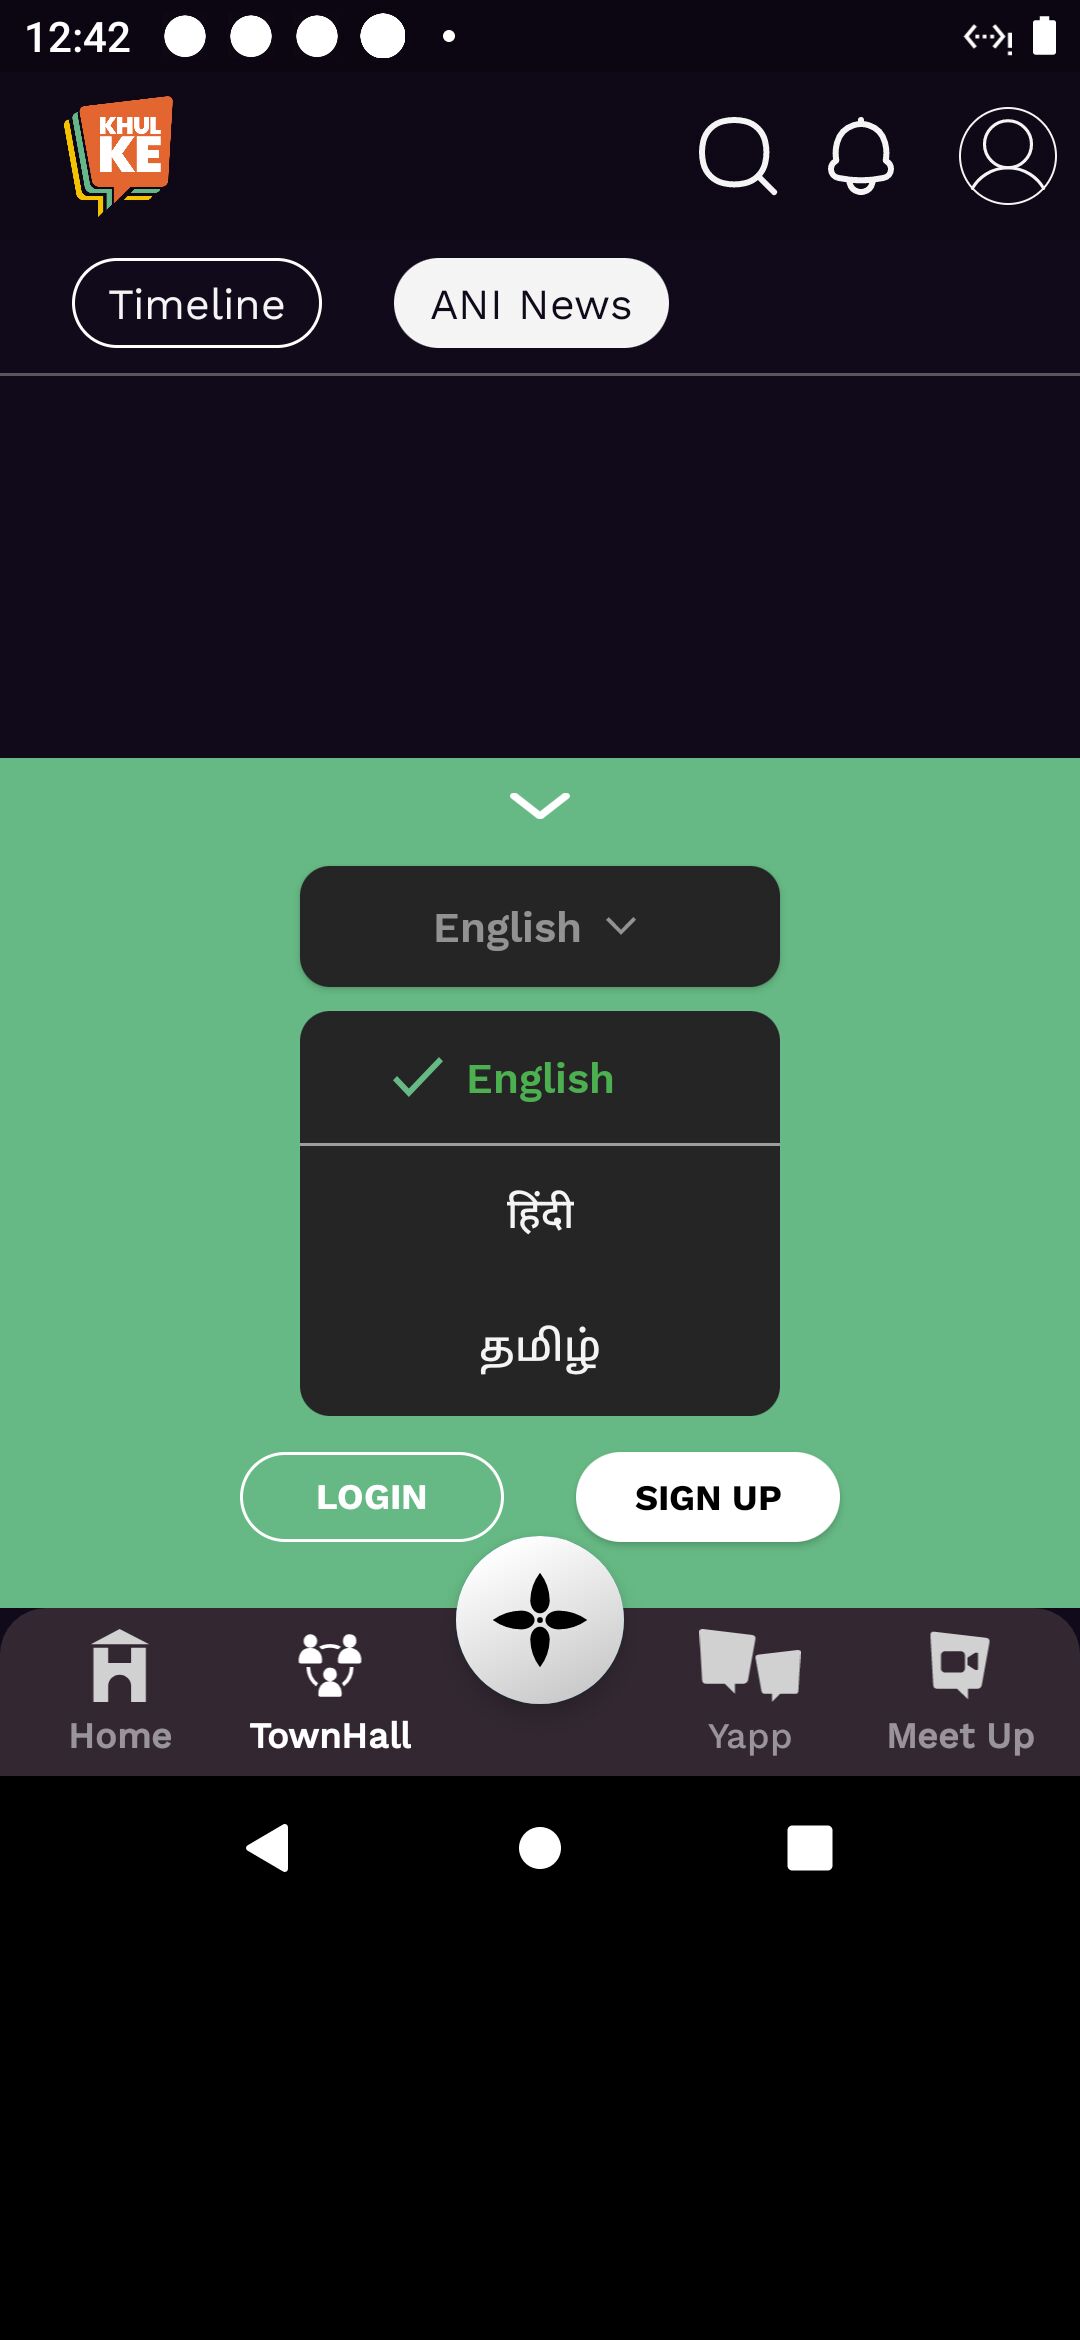 12:42
KHUL
KE
Timeline
ANI News
English
English
हिंदी
தமிழ்
LOGIN
SIGN UP
Home
TownHall
Yapp
Meet Up